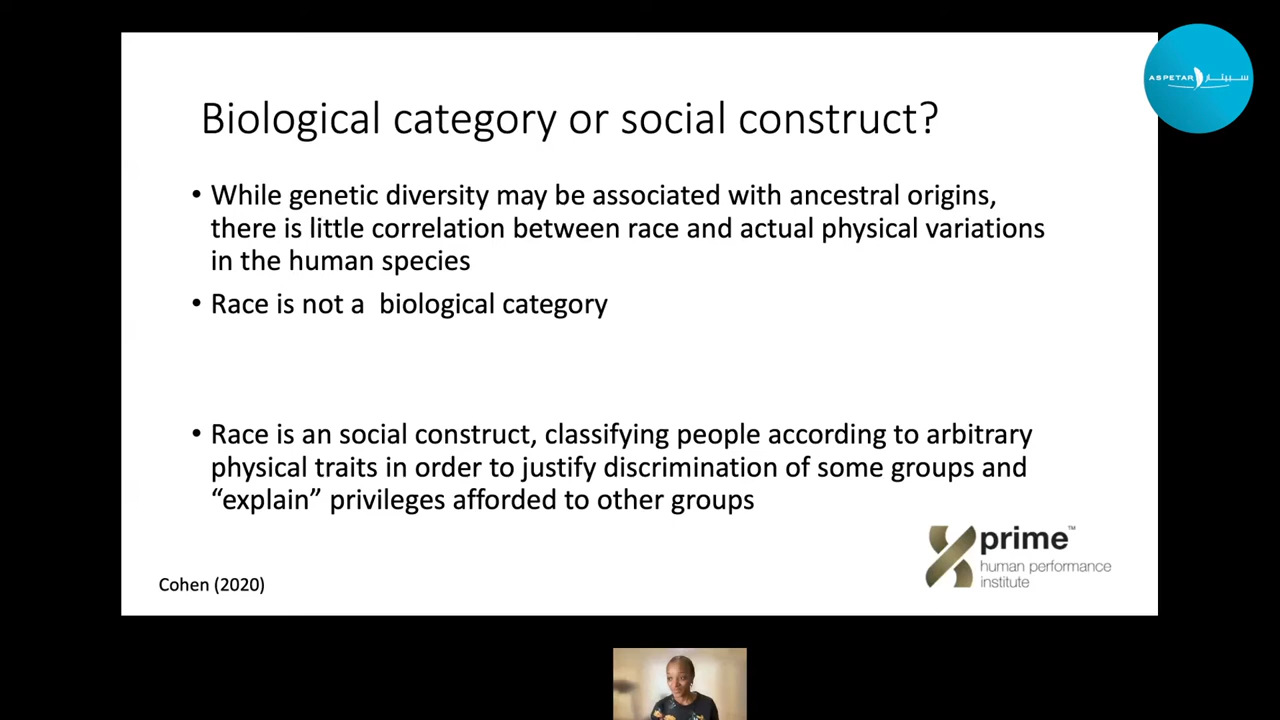 ASPETAR سبيتار
Biological category or social construct?
• While genetic diversity may be associated with ancestral origins,
there is little correlation between race and actual physical variations
in the human species
• Race is not a  biological category
• Race is an social construct, classifying people according to arbitrary
physical traits in order to justify discrimination of some groups and
“explain” privileges afforded to other groups
prime™
human performance
institute
Cohen (2020)